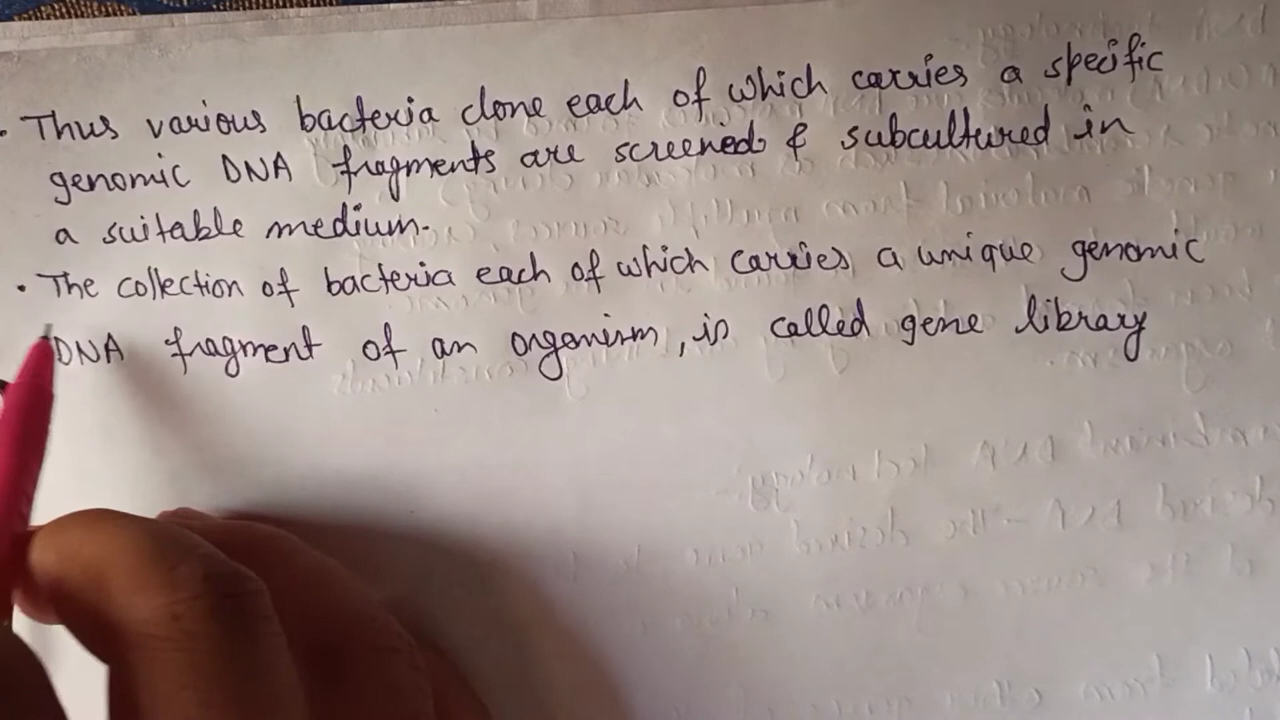 . Thus various bacteria clone each of which carries a specific
genomic DNA fragments are screened & subcultured in
a suitable medium.
. The collection of bacteria each of which carries a unique genomic
DNA fragment of an organism, is called gene library